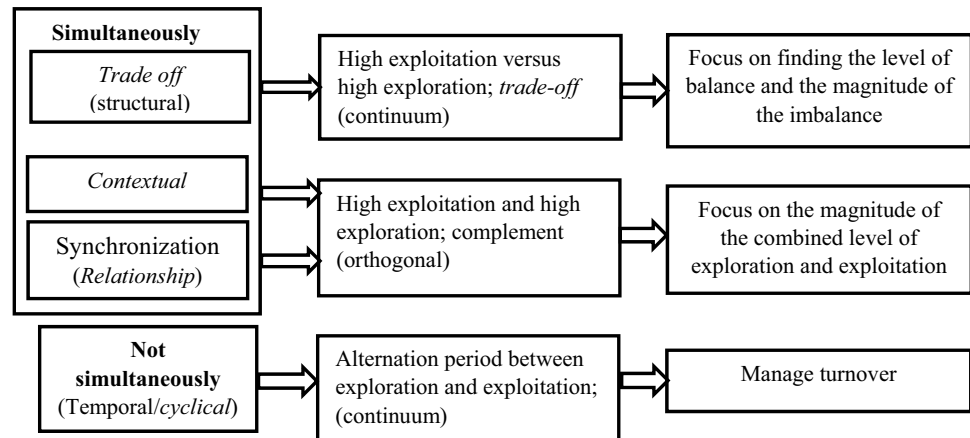 Simultaneously
Trade off
(structural)
High exploitation versus
high exploration; trade-off
(continuum)
Focus on finding the level of
balance and the magnitude of
the imbalance
Contextual
Synchronization
(Relationship)
High exploitation and high
exploration; complement
(orthogonal)
Focus on the magnitude of
the combined level of
exploration and exploitation
Not
simultaneously
(Temporal/cyclical)
Alternation period between
exploration and exploitation;
(continuum)
Manage turnover